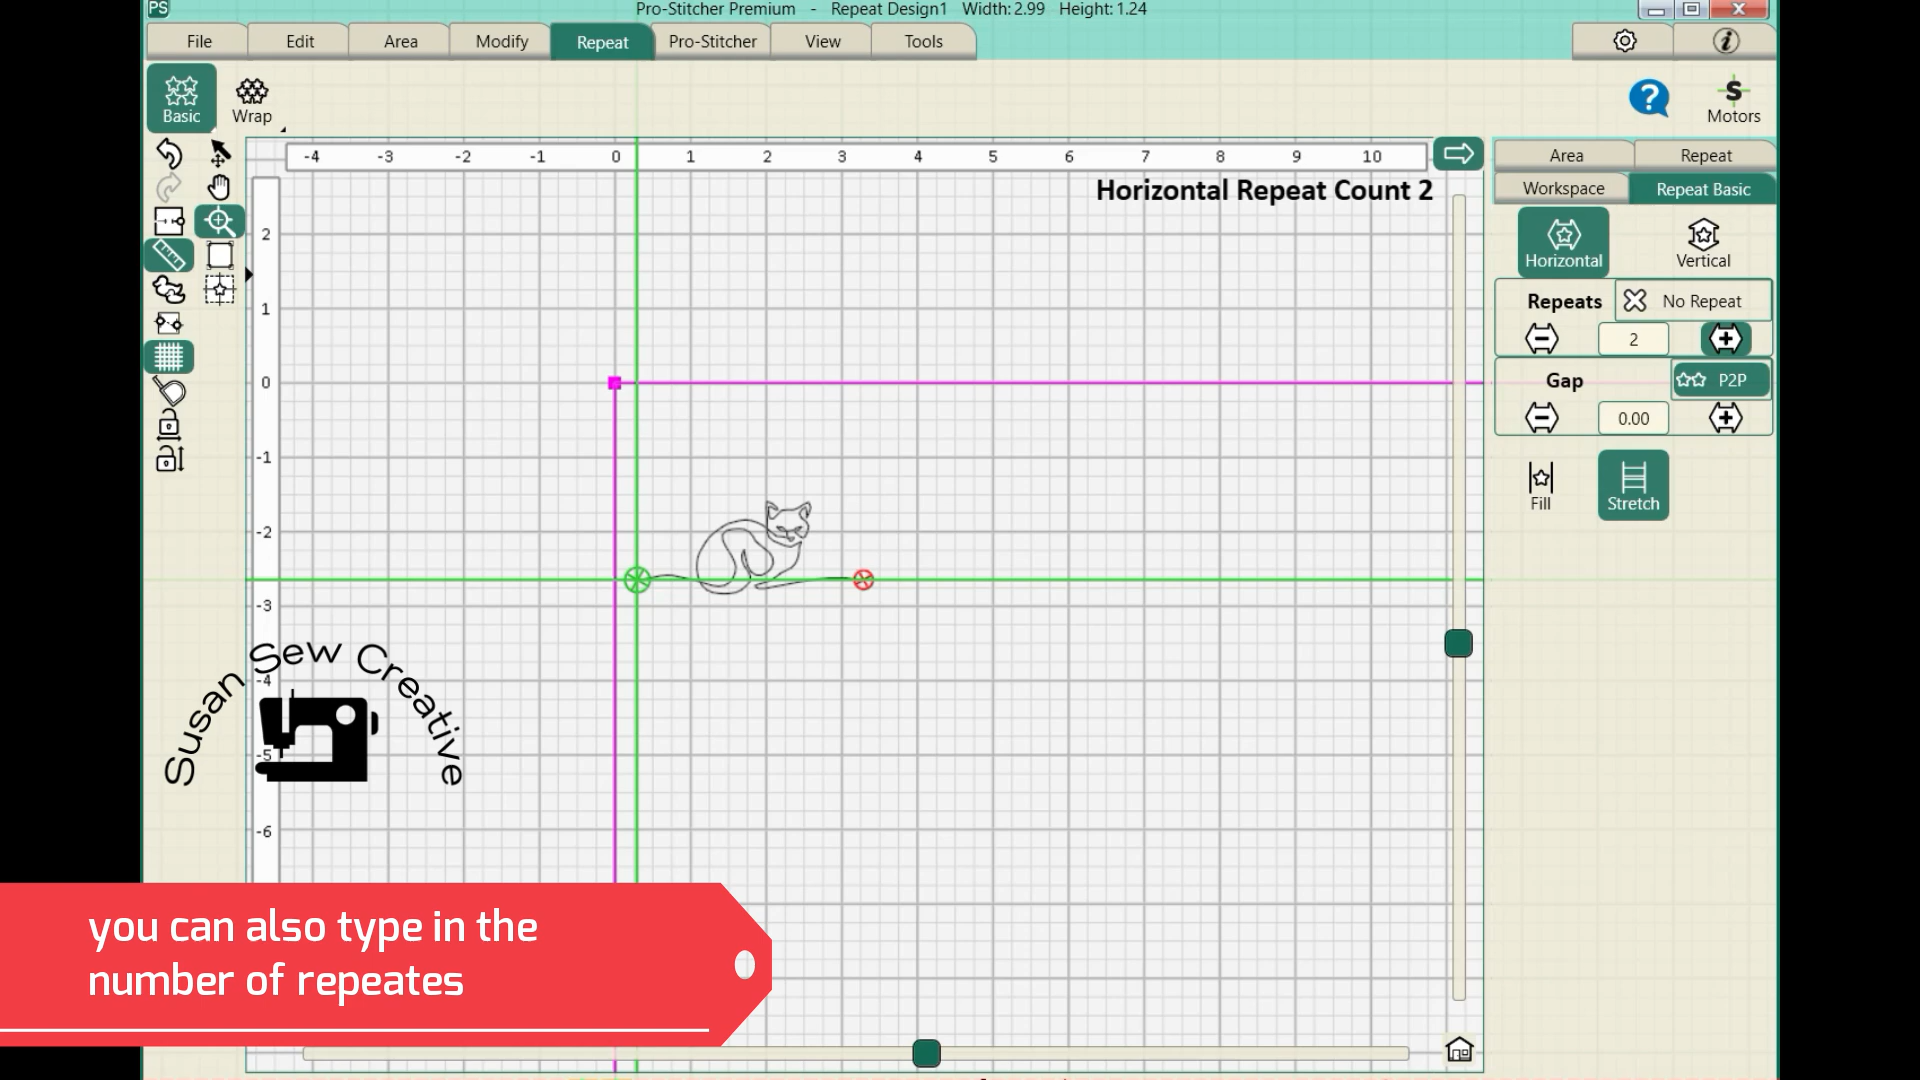 PS
Pro-Stitcher Premium - Repeat Design1 Width: 2.99 Height: 1.24
X
File Edit Area Modify Repeat Pro-Stitcher View Tools
i
Basic Wrap
? S
Motors
-4 -3 -2 -1 0 1 2 3 4 5 6 7 8 9 10
Horizontal Repeat Count 2
2
1
0
-1
-2
-3
-4
-5
-6
Area Repeat
Workspace Repeat Basic
Horizontal Vertical
Repeats No Repeat
2
Gap P2P
0.00
Fill Stretch
Susan Sew Creative
you can also type in the
number of repeates